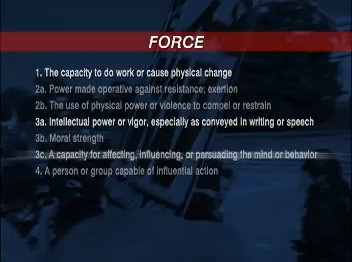 FORCE
1. The capacity to do work or cause physical change
2a. Power made operative against resistance; exertion
2b. The use of physical power or violence to compel or restrain
3a. Intellectual power or vigor, especially as conveyed in writing or speech
3b. Moral strength
3c. A capacity for affecting, influencing, or persuading the mind or behavior
4. A person or group capable of influential action